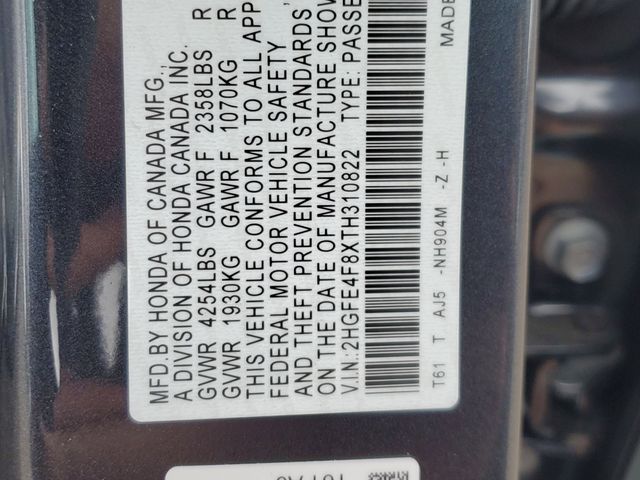 MFD.BY HONDA OF CANADA MFG.,
A DIVISION OF HONDA CANADA INC.
GVWR 4254LBS GAWR F 2358LBS R
GVWR 1930KG GAWR F 1070KG R
THIS VEHICLE CONFORMS TO ALL APP
FEDERAL MOTOR VEHICLE SAFETY
AND THEFT PREVENTION STANDARDS
ON THE DATE OF MANUFACTURE SHOW
V.I.N.:2HGFE4F8XTH310822 TYPE: PASSE
T61 T AJ5 -NH904M -Z -H MADE